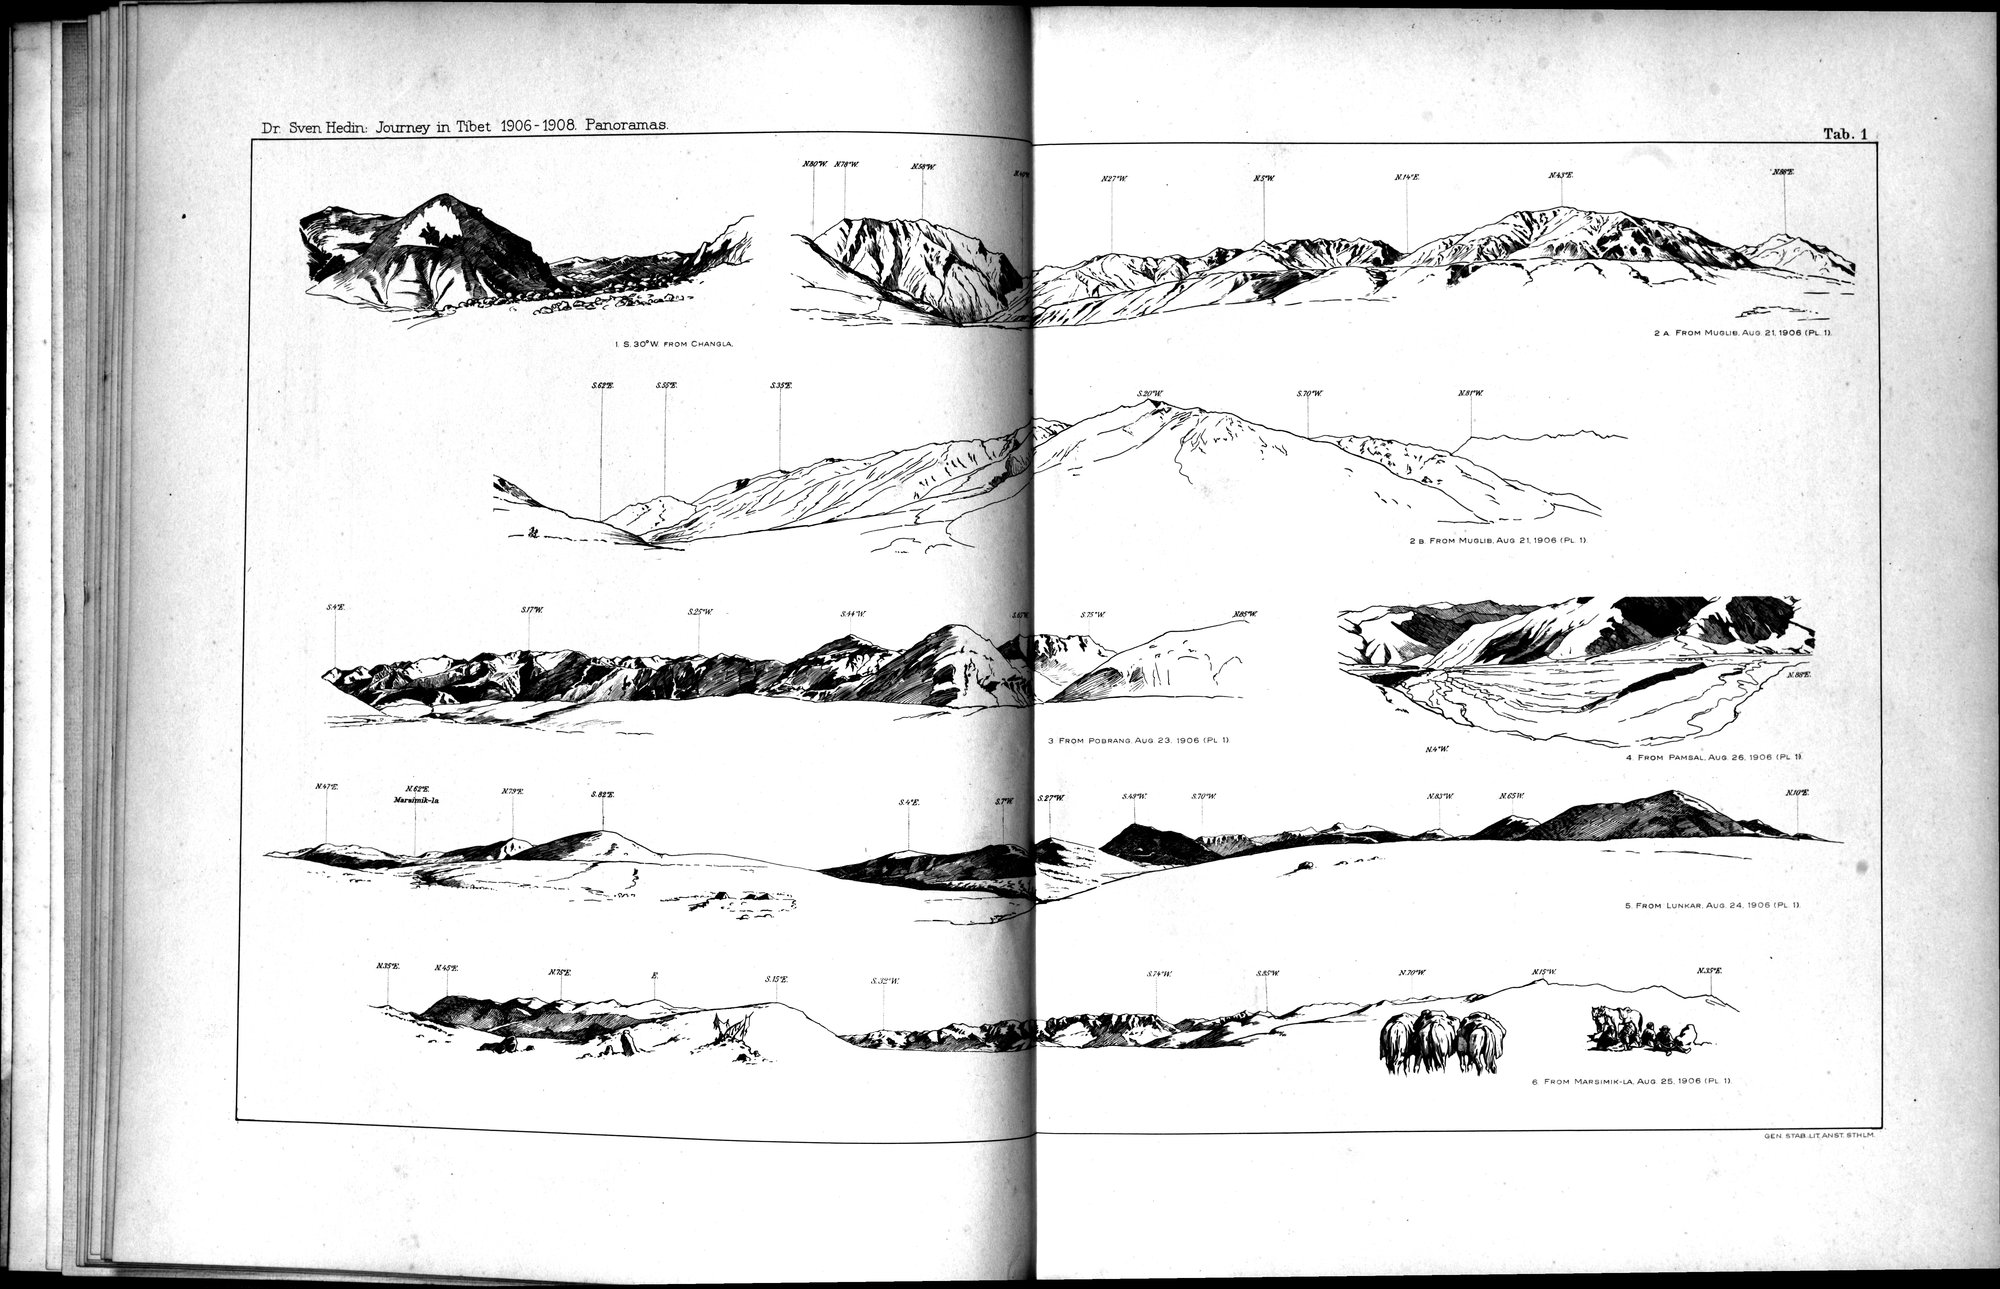 Dr. Sven Hedin: Journey in Tibet 1906-1908. Panoramas.
Tab. 1
N.80°W. N.78°W. N.58°W. N.27°W. N.5°W. N.14°E. N.43°E. N.88°E.
1. S. 30° W. FROM CHANGLA.
2 A. FROM MUGLIB, AUG. 21, 1906 (PL. 1).
S.62°E. S.55°E. S.35°E. S.20°W. S.70°W. N.81°W.
2 B. FROM MUGLIB, AUG. 21, 1906 (PL. 1).
S.4°E. S.17°W. S.25°W. S.44°W. S.67°W. S.75°W. N.85°W.
3. FROM POBRANG, AUG. 23, 1906 (PL. 1).
N.88°E.
N.4°W.
4. FROM PAMSAL, AUG. 26, 1906 (PL. 1).
N.47°E. N.62°E. N.79°E. S.82°E. S.4°E. S.7°W. S.27°W. S.49°W. S.70°W. N.83°W. N.65°W. N.10°E.
Marsimik-la
5. FROM LUNKAR, AUG. 24, 1906 (PL. 1).
N.35°E. N.45°E. N.75°E. E. S.15°E. S.32°W. S.74°W. S.85°W. N.70°W. N.15°W. N.35°E.
6. FROM MARSIMIK-LA, AUG. 25, 1906 (PL. 1).
GEN. STAB. LIT. ANST. STHLM.